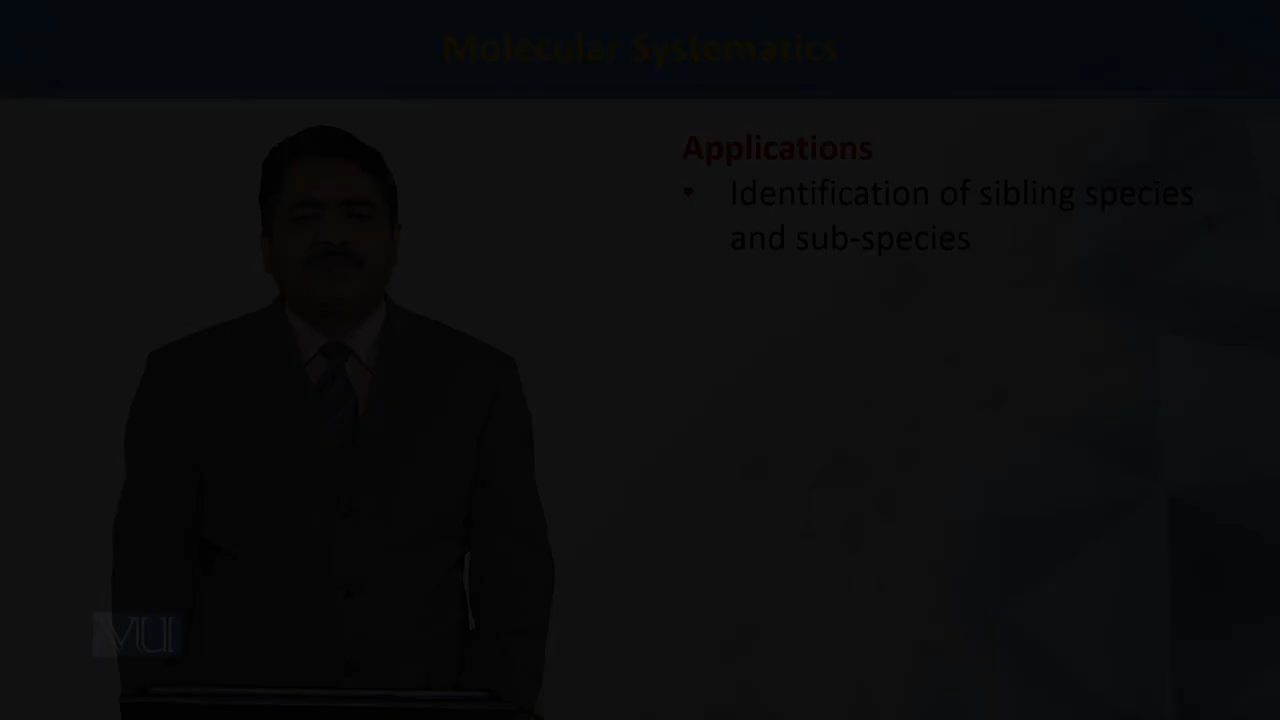 Molecular Systematics
Applications
• Identification of sibling species
and sub-species
VU